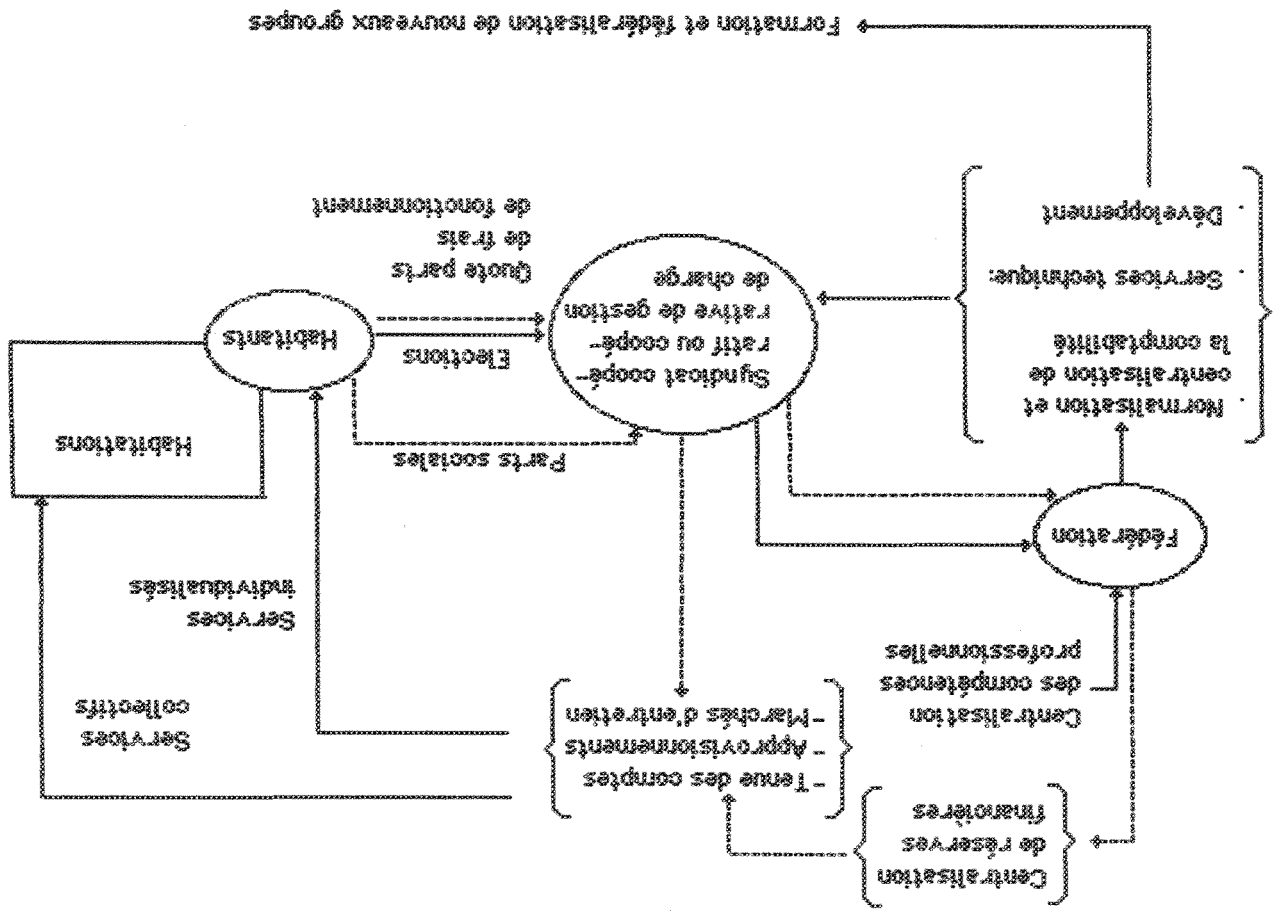 Centralisation
de réserves
financières
- Tenue des comptes
- Approvisionnements
- Marchés d'entretien
Centralisation
des compétences
professionnelles
Services
collectifs
Services
individualisés
Fédération
Parts sociales
Habitations
. Normalisation et
centralisation de
la comptabilité
. Services technique:
. Développement
Syndicat coopé-
ratif ou coopé-
rative de gestion
de charge
Elections
Quote parts
de frais
de fonctionnement
Habitants
Formation et fédéralisation de nouveaux groupes